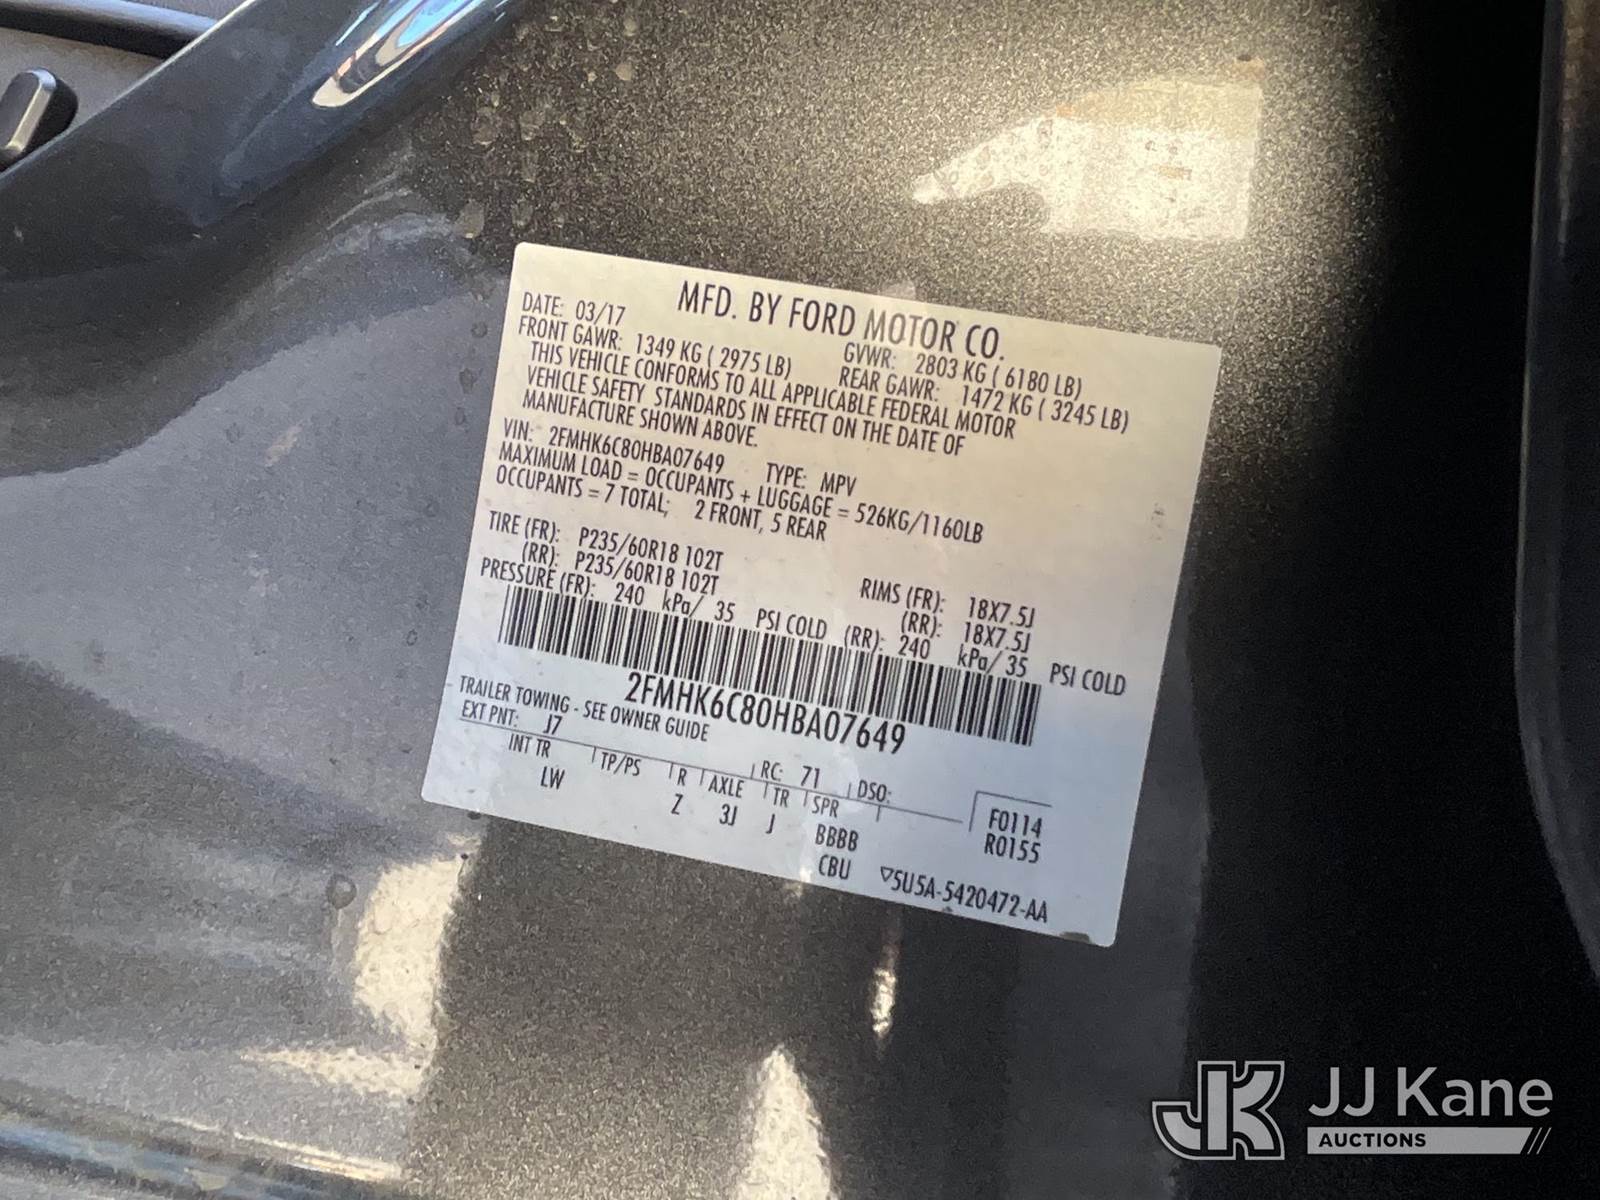 MFD. BY FORD MOTOR CO.
DATE: 03/17 GVWR: 2803 KG ( 6180 LB)
FRONT GAWR: 1349 KG ( 2975 LB) REAR GAWR: 1472 KG ( 3245 LB)
THIS VEHICLE CONFORMS TO ALL APPLICABLE FEDERAL MOTOR
VEHICLE SAFETY STANDARDS IN EFFECT ON THE DATE OF
MANUFACTURE SHOWN ABOVE.
VIN: 2FMHK6C80HBA07649 TYPE: MPV
MAXIMUM LOAD = OCCUPANTS + LUGGAGE = 526KG/1160LB
OCCUPANTS = 7 TOTAL; 2 FRONT, 5 REAR
TIRE (FR): P235/60R18 102T RIMS (FR): 18X7.5J
(RR): P235/60R18 102T (RR): 18X7.5J
PRESSURE (FR): 240 kPa/ 35 PSI COLD (RR): 240 kPa/ 35 PSI COLD
2FMHK6C80HBA07649
TRAILER TOWING - SEE OWNER GUIDE
EXT PNT: J7 RC: 71 DSO:
INT TR TP/PS R AXLE TR SPR F0114
LW Z 3J J BBBB R0155
CBU 5U5A-5420472-AA
JK JJ Kane
AUCTIONS